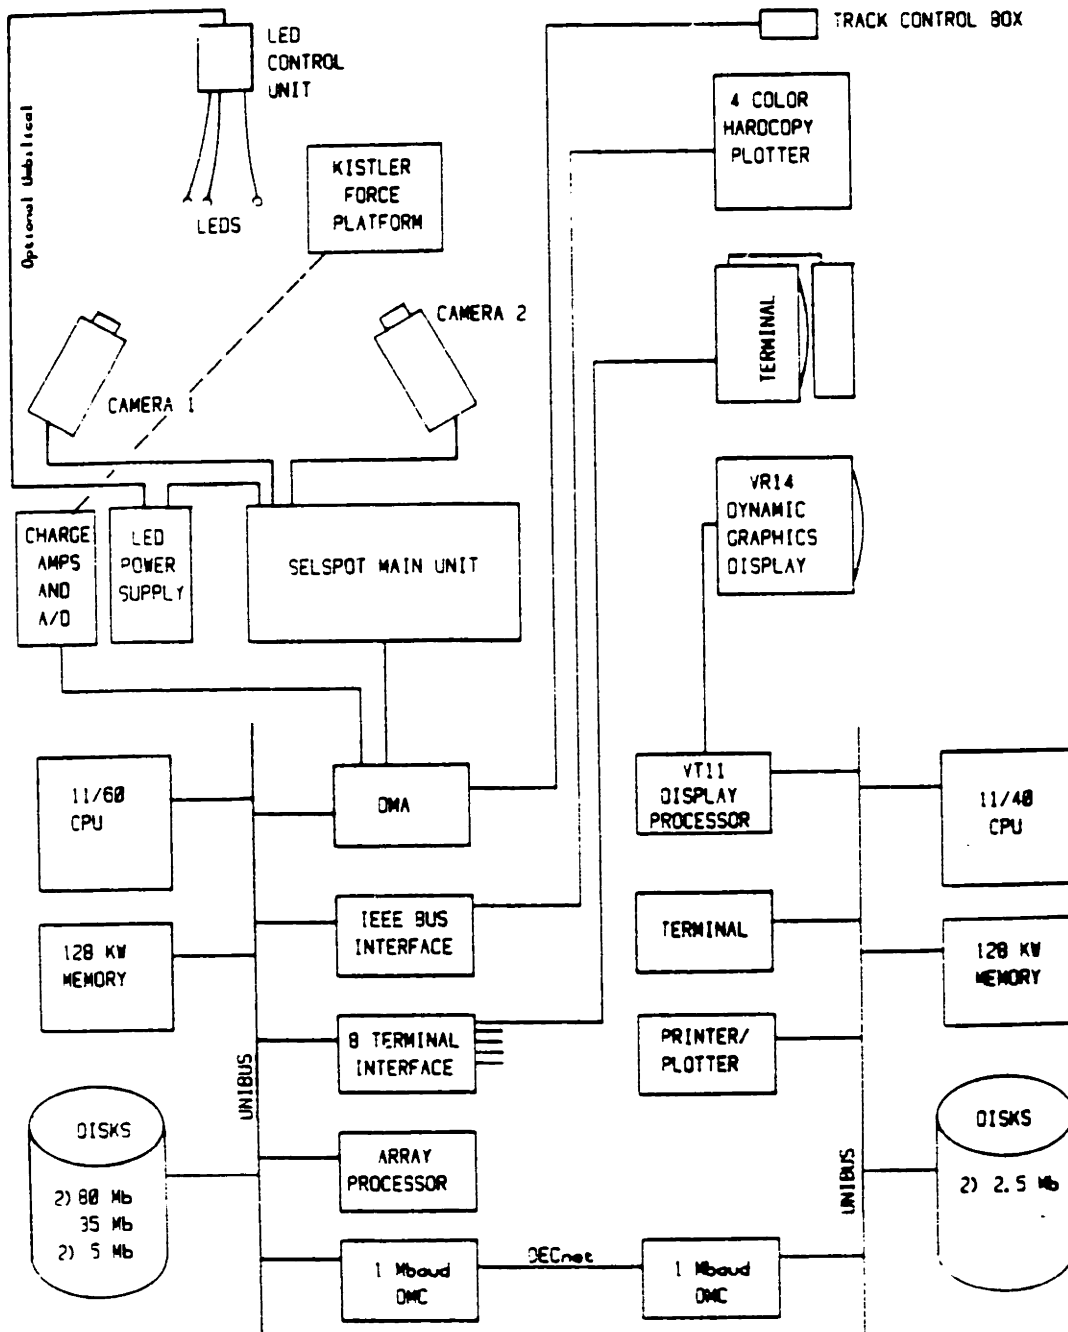 LED
CONTROL
UNIT
TRACK CONTROL BOX
4 COLOR
HARDCOPY
PLOTTER
Optional Umbilical
KISTLER
FORCE
PLATFORM
LEDS
TERMINAL
CAMERA 2
CAMERA 1
VR14
DYNAMIC
GRAPHICS
DISPLAY
CHARGE
AMPS
AND
A/D
LED
POWER
SUPPLY
SELSPOT MAIN UNIT
11/60
CPU
DMA
VT11
DISPLAY
PROCESSOR
11/40
CPU
128 KW
MEMORY
IEEE BUS
INTERFACE
TERMINAL
128 KW
MEMORY
8 TERMINAL
INTERFACE
PRINTER/
PLOTTER
UNIBUS
DISKS
2) 80 Mb
35 Mb
2) 5 Mb
ARRAY
PROCESSOR
UNIBUS
DISKS
2) 2.5 Mb
1 Mbaud
DMC
DECnet
1 Mbaud
DMC